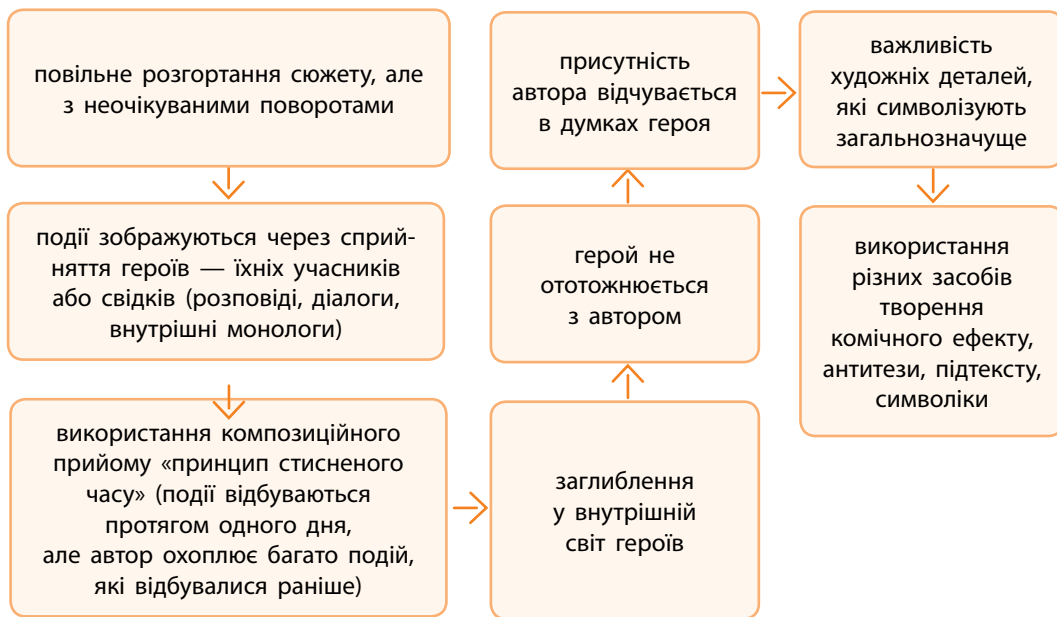 повільне розгортання сюжету, але
з неочікуваними поворотами
події зображуються через сприй-
няття героїв — їхніх учасників
або свідків (розповіді, діалоги,
внутрішні монологи)
використання композиційного
прийому «принцип стисненого
часу» (події відбуваються
протягом одного дня,
але автор охоплює багато подій,
які відбувалися раніше)
заглиблення
у внутрішній
світ героїв
герой не
ототожнюється
з автором
присутність
автора відчувається
в думках героя
важливість
художніх деталей,
які символізують
загальнозначуще
використання
різних засобів
творення
комічного ефекту,
антитези, підтексту,
символіки